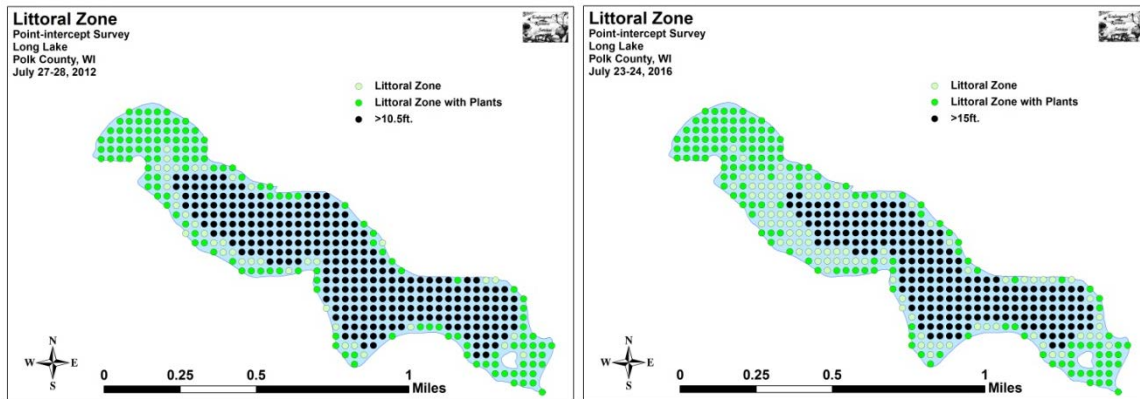 Littoral Zone
Point-intercept Survey
Long Lake
Polk County, WI
July 27-28, 2012
Littoral Zone
Littoral Zone with Plants
>10.5ft.
N
W E
S
0 0.25 0.5 1
Miles
Littoral Zone
Point-intercept Survey
Long Lake
Polk County, WI
July 23-24, 2016
Littoral Zone
Littoral Zone with Plants
>15ft.
N
W E
S
0 0.25 0.5 1
Miles